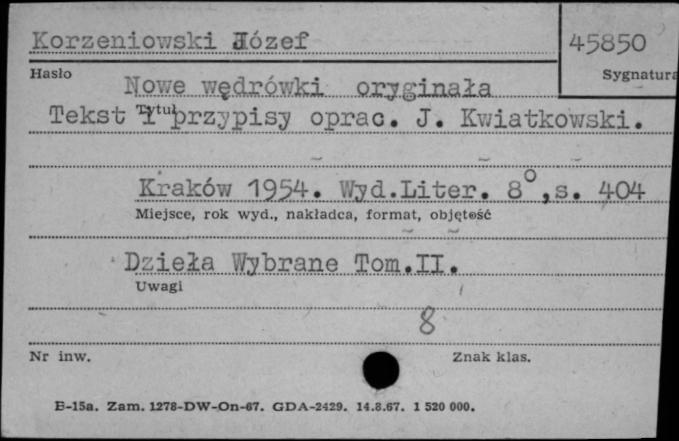 Korzeniowski Józef 45850
Hasło Sygnatura
Nowe wędrówki oryginała
Tytuł
Tekst i przypisy oprac. J. Kwiatkowski.
Kraków 1954. Wyd.Liter. 8°,s. 404
Miejsce, rok wyd., nakładca, format, objętość
Dzieła Wybrane Tom.II.
Uwagi
8
Nr inw. Znak klas.
B-15a. Zam. 1278-DW-On-67. GDA-2429. 14.8.67. 1 520 000.